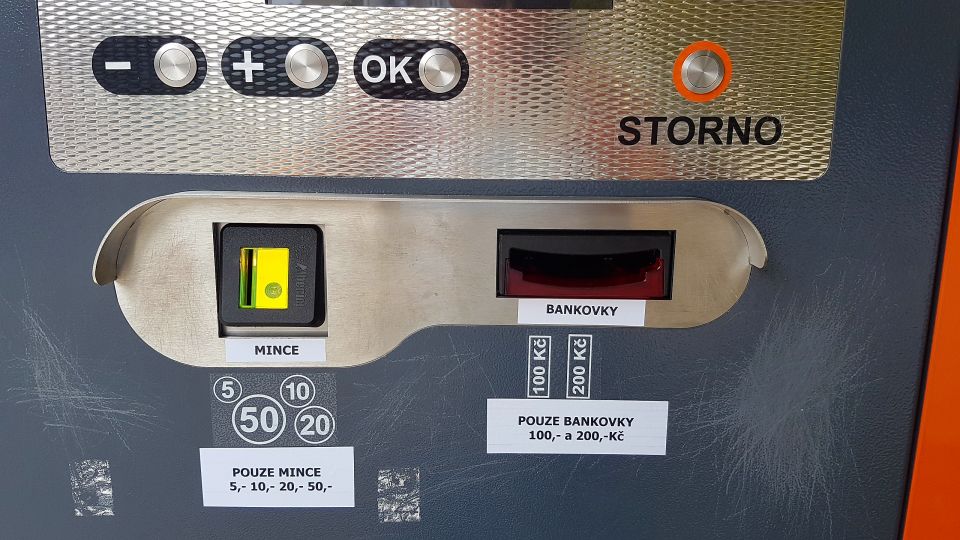 - + OK
STORNO
MINCE
BANKOVKY
100 Kč
200 Kč
5 10
50 20
POUZE MINCE
5,- 10,- 20,- 50,-
POUZE BANKOVKY
100,- a 200,-Kč